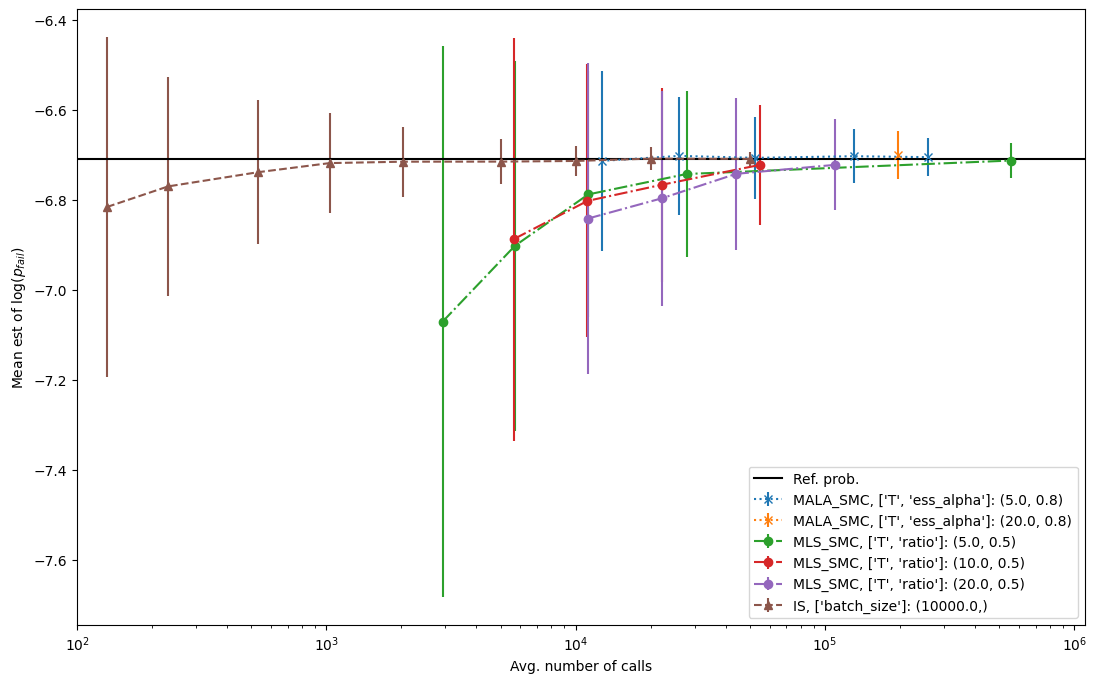 −6.4
−6.6
−6.8
−7.0
−7.2
−7.4
−7.6
Mean est of log(p_fail)
10^2
10^3
10^4
10^5
10^6
Avg. number of calls
Ref. prob.
MALA_SMC, ['T', 'ess_alpha']: (5.0, 0.8)
MALA_SMC, ['T', 'ess_alpha']: (20.0, 0.8)
MLS_SMC, ['T', 'ratio']: (5.0, 0.5)
MLS_SMC, ['T', 'ratio']: (10.0, 0.5)
MLS_SMC, ['T', 'ratio']: (20.0, 0.5)
IS, ['batch_size']: (10000.0,)